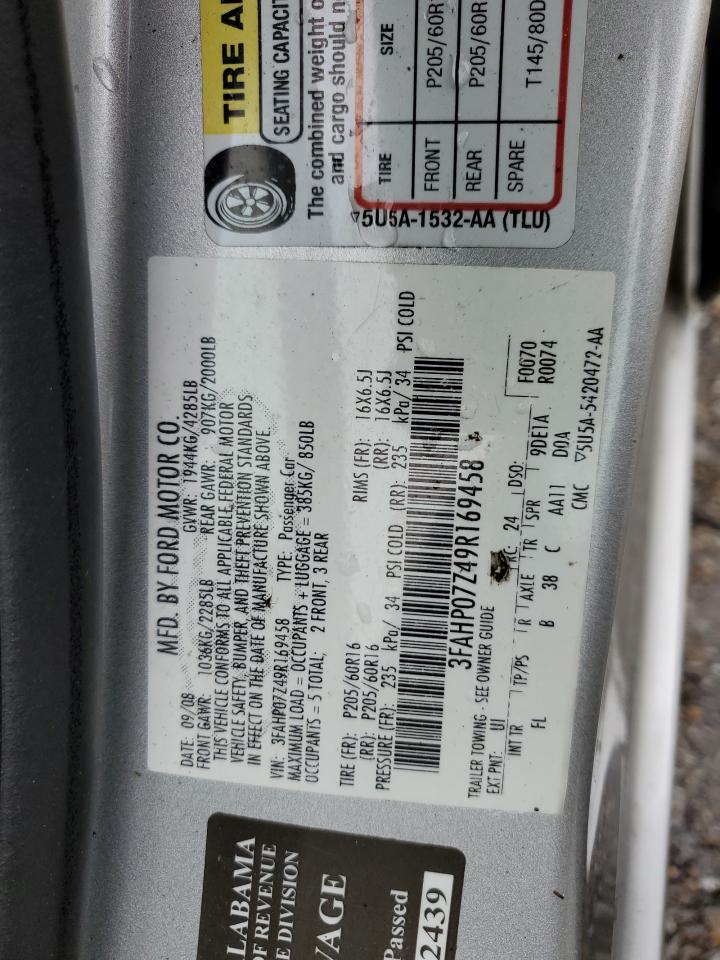 TIRE A
SEATING CAPACIT
The combined weight o
and cargo should n
TIRE SIZE
FRONT P205/60R
REAR P205/60R
SPARE T145/80D
▽5U5A-1532-AA (TLU)
MFD. BY FORD MOTOR CO.
DATE: 09/08 GVWR: 1944KG/4285LB
FRONT GAWR: 1036KG/2285LB REAR GAWR: 907KG/2000LB
THIS VEHICLE CONFORMS TO ALL APPLICABLE FEDERAL MOTOR
VEHICLE SAFETY, BUMPER, AND THEFT PREVENTION STANDARDS
IN EFFECT ON THE DATE OF MANUFACTURE SHOWN ABOVE.
VIN: 3FAHP07Z49R169458 TYPE: Passenger Car
MAXIMUM LOAD = OCCUPANTS + LUGGAGE = 385KG/ 850LB
OCCUPANTS = 5 TOTAL: 2 FRONT, 3 REAR
TIRE (FR): P205/60R16 RIMS (FR): 16X6.5J
(RR): P205/60R16 (RR): 16X6.5J
PRESSURE (FR): 235 kPa/ 34 PSI COLD (RR): 235 kPa/ 34 PSI COLD
3FAHP07Z49R169458
TRAILER TOWING - SEE OWNER GUIDE
EXT PNT: UI RC: 24 DSO: F0670
R0074
INT TR TP/PS R AXLE TR SPR 9DE1A
FL B 38 C AA11 DOA
CMC ▽5U5A-5420472-AA
LABAMA
OF REVENUE
E DIVISION
VAGE
Passed
2439